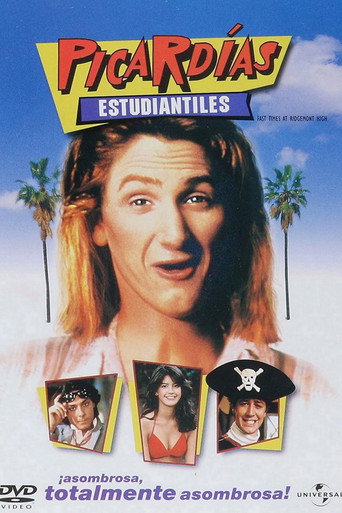 PICARDÍAS
ESTUDIANTILES
FAST TIMES AT RIDGEMONT HIGH
¡asombrosa,
totalmente asombrosa!
DVD
VIDEO
UNIVERSAL